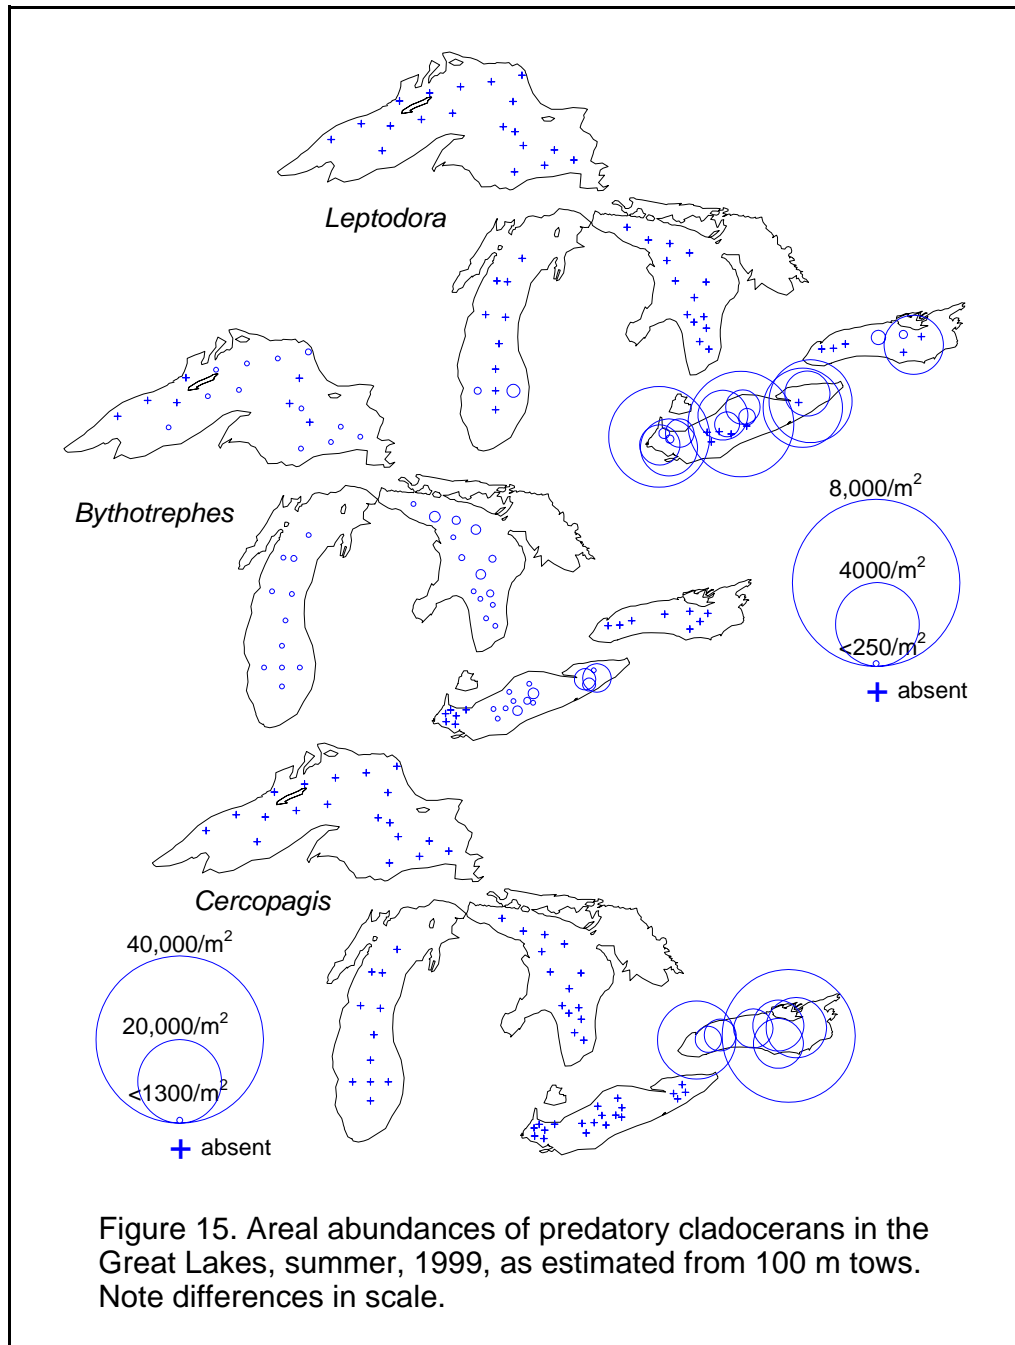 Leptodora
Bythotrephes
8,000/m²
4000/m²
<250/m²
absent
Cercopagis
40,000/m²
20,000/m²
<1300/m²
absent
Figure 15. Areal abundances of predatory cladocerans in the
Great Lakes, summer, 1999, as estimated from 100 m tows.
Note differences in scale.